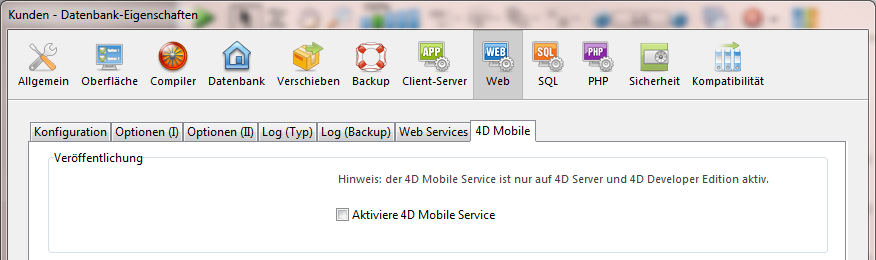 Kunden - Datenbank-Eigenschaften
APP WEB SQL PHP
Allgemein Oberfläche Compiler Datenbank Verschieben Backup Client-Server Web SQL PHP Sicherheit Kompatibilität
Konfiguration Optionen (I) Optionen (II) Log (Typ) Log (Backup) Web Services 4D Mobile
Veröffentlichung
Hinweis: der 4D Mobile Service ist nur auf 4D Server und 4D Developer Edition aktiv.
Aktiviere 4D Mobile Service